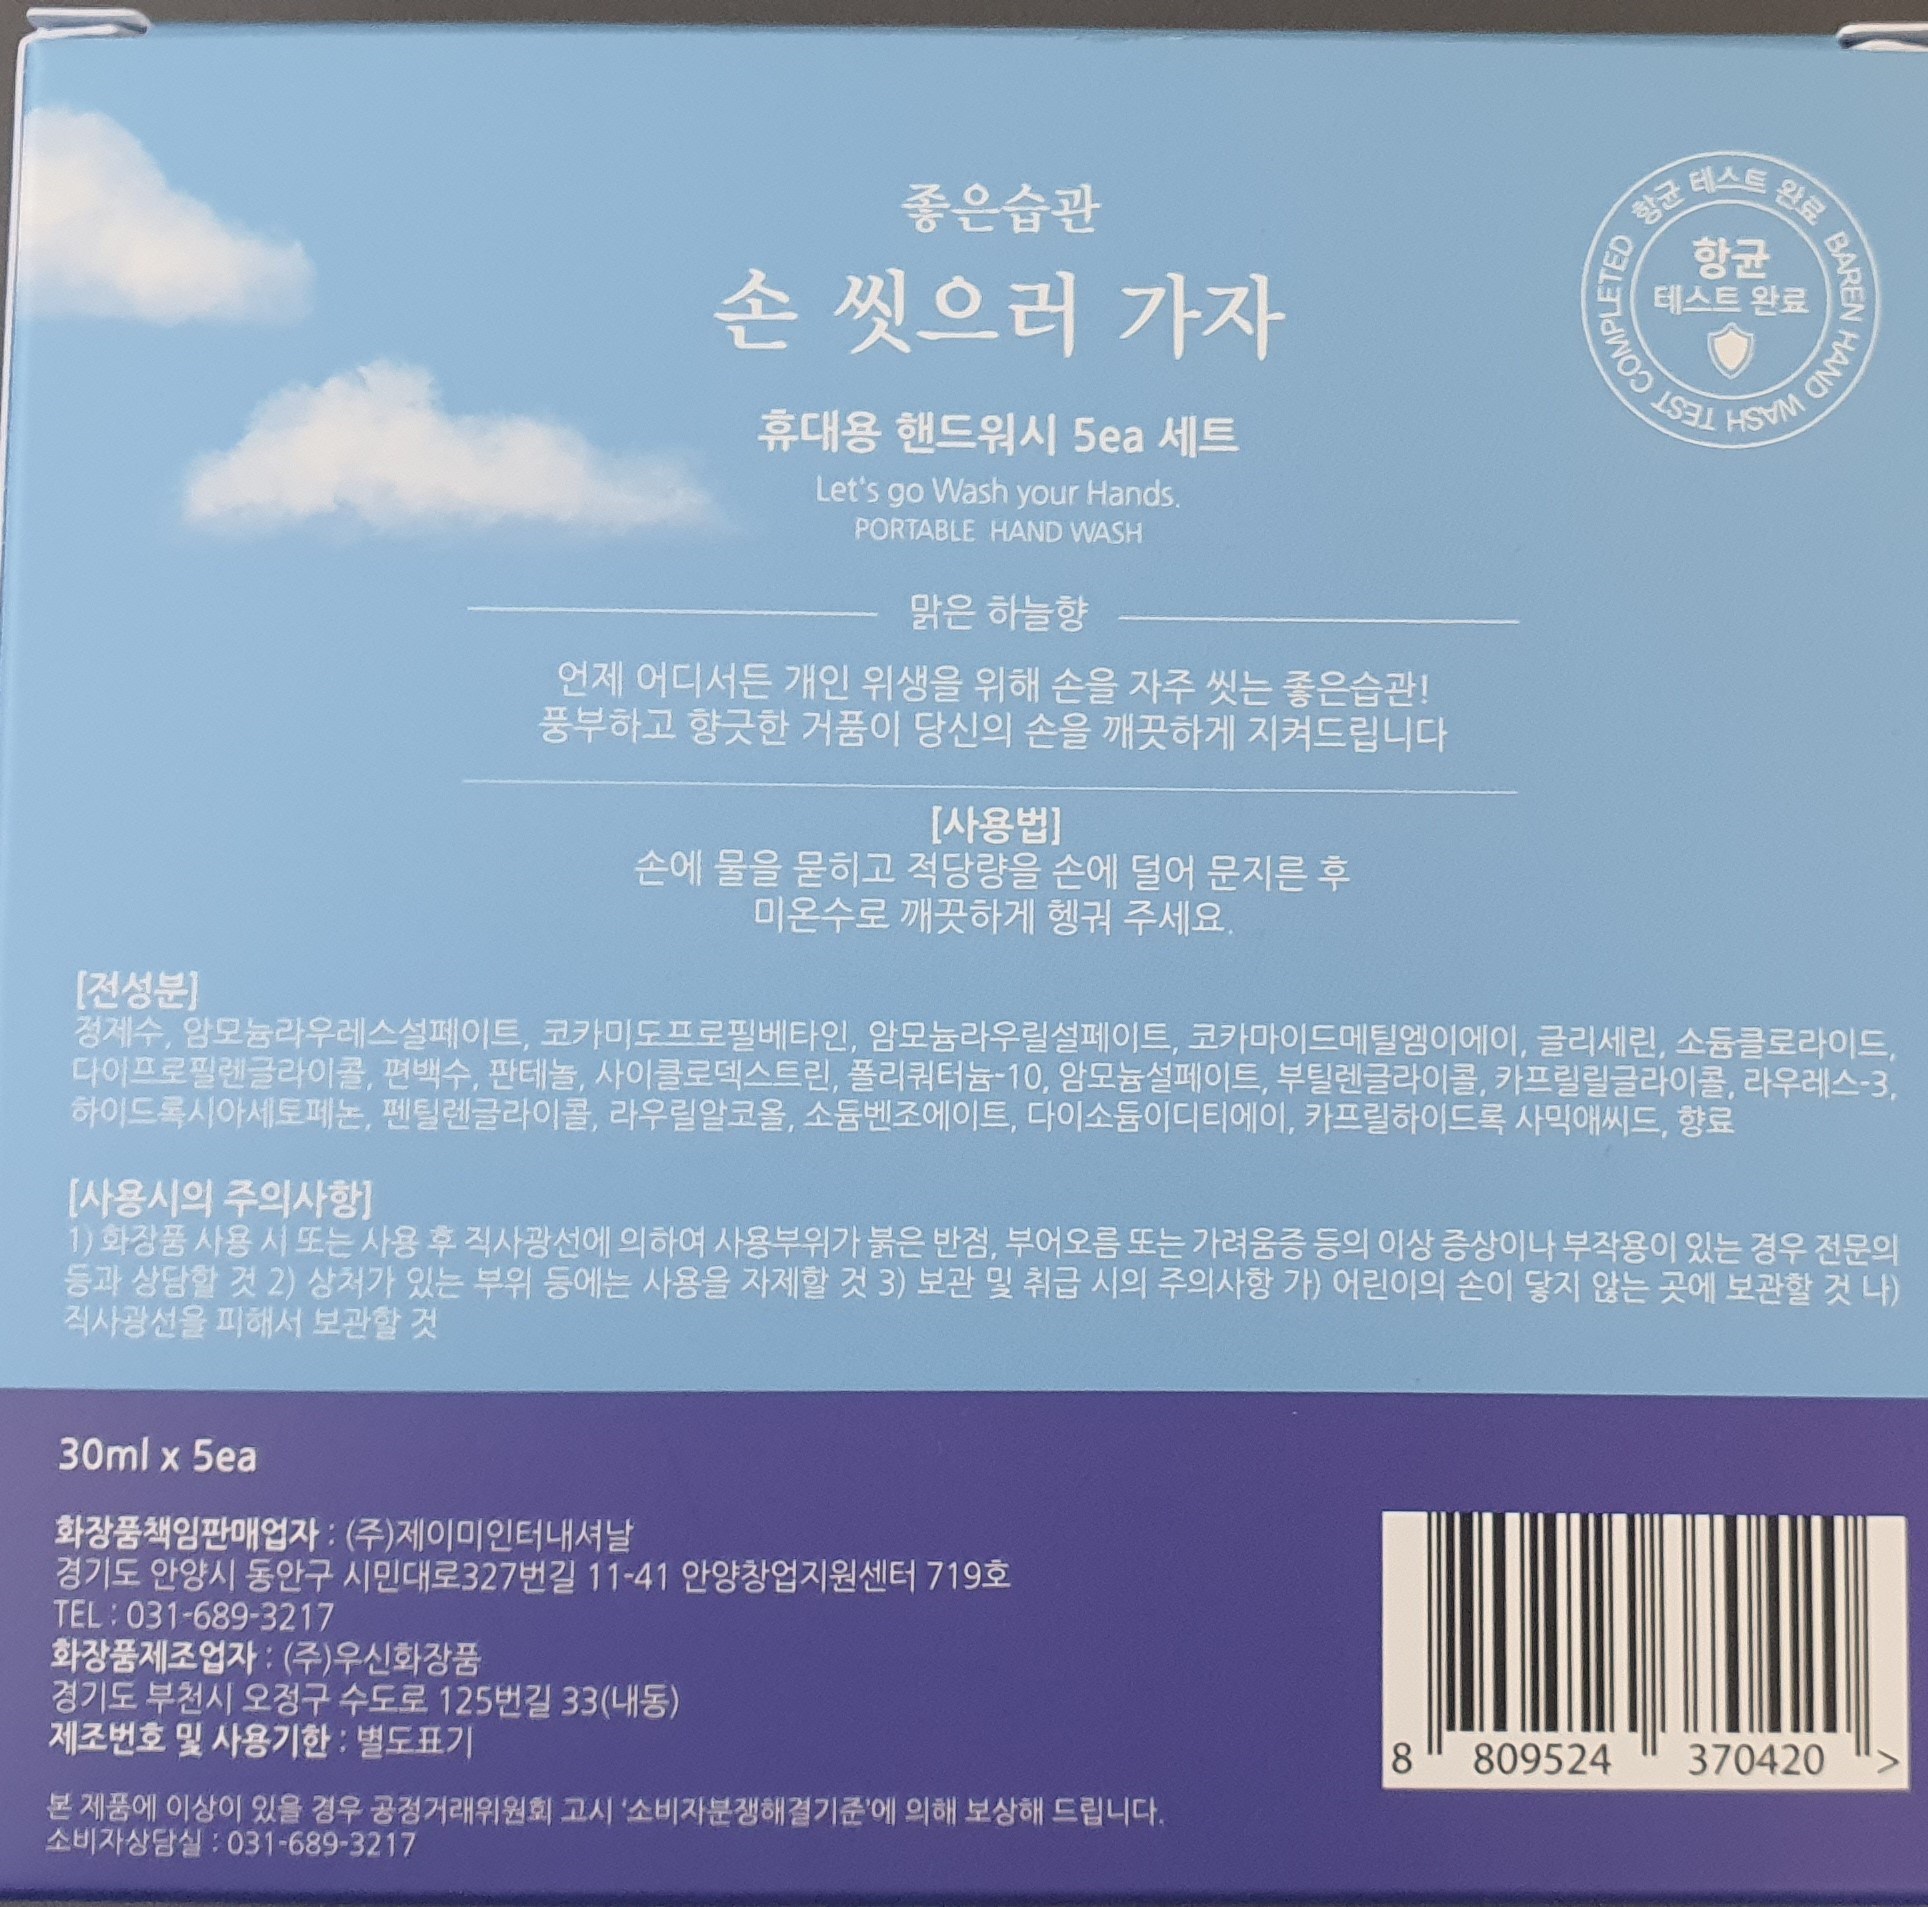 좋은습관
손 씻으러 가자
휴대용 핸드워시 5ea 세트
Let's go Wash your Hands.
PORTABLE HAND WASH
항균 테스트 완료 BAREN HAND WASH TEST COMPLETED
항균
테스트 완료
맑은 하늘향
언제 어디서든 개인 위생을 위해 손을 자주 씻는 좋은습관!
풍부하고 향긋한 거품이 당신의 손을 깨끗하게 지켜드립니다
[사용법]
손에 물을 묻히고 적당량을 손에 덜어 문지른 후
미온수로 깨끗하게 헹궈 주세요.
[전성분]
정제수, 암모늄라우레스설페이트, 코카미도프로필베타인, 암모늄라우릴설페이트, 코카마이드메틸엠이에이, 글리세린, 소듐클로라이드,
다이프로필렌글라이콜, 편백수, 판테놀, 사이클로덱스트린, 폴리쿼터늄-10, 암모늄설페이트, 부틸렌글라이콜, 카프릴릴글라이콜, 라우레스-3,
하이드록시아세토페논, 펜틸렌글라이콜, 라우릴알코올, 소듐벤조에이트, 다이소듐이디티에이, 카프릴하이드록 사믹애씨드, 향료
[사용시의 주의사항]
1) 화장품 사용 시 또는 사용 후 직사광선에 의하여 사용부위가 붉은 반점, 부어오름 또는 가려움증 등의 이상 증상이나 부작용이 있는 경우 전문의
등과 상담할 것 2) 상처가 있는 부위 등에는 사용을 자제할 것 3) 보관 및 취급 시의 주의사항 가) 어린이의 손이 닿지 않는 곳에 보관할 것 나)
직사광선을 피해서 보관할 것
30ml x 5ea
화장품책임판매업자 : (주)제이미인터내셔날
경기도 안양시 동안구 시민대로327번길 11-41 안양창업지원센터 719호
TEL : 031-689-3217
화장품제조업자 : (주)우신화장품
경기도 부천시 오정구 수도로 125번길 33(내동)
제조번호 및 사용기한 : 별도표기
본 제품에 이상이 있을 경우 공정거래위원회 고시 '소비자분쟁해결기준'에 의해 보상해 드립니다.
소비자상담실 : 031-689-3217
8 809524 370420 >